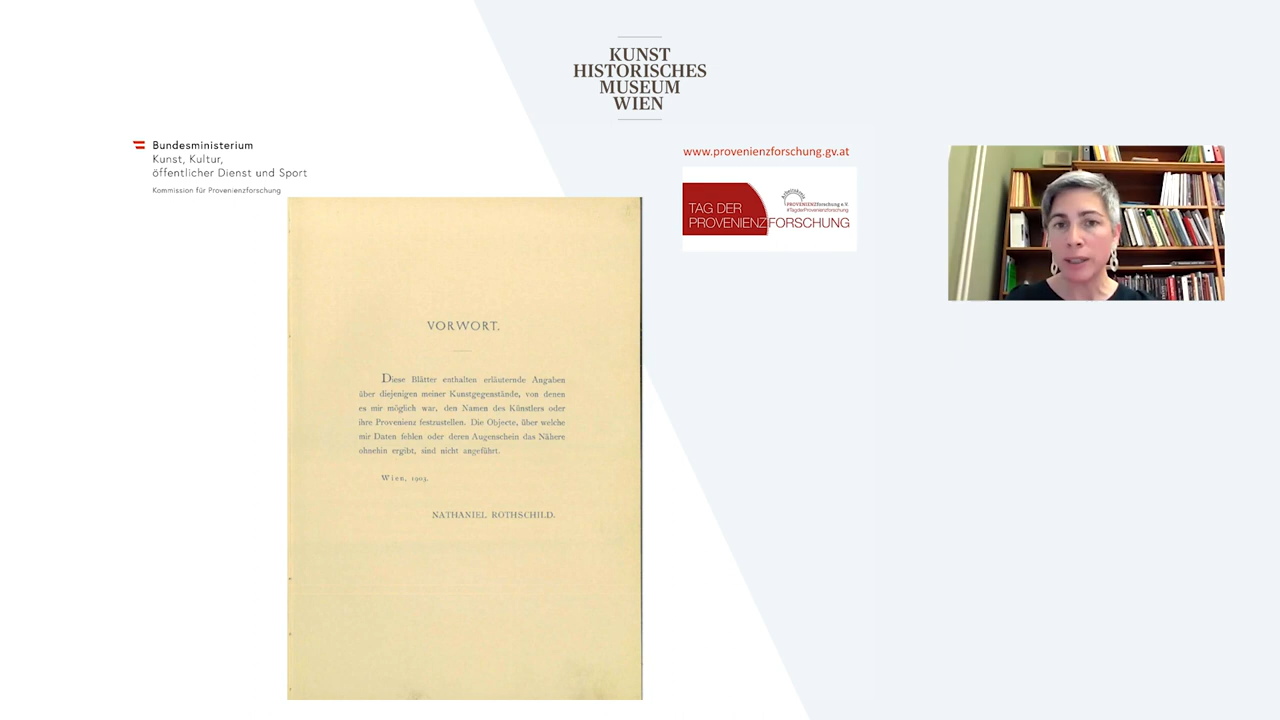 KUNST
HISTORISCHES
MUSEUM
WIEN
Bundesministerium
Kunst, Kultur,
öffentlicher Dienst und Sport
Kommission für Provenienzforschung
www.provenienzforschung.gv.at
TAG DER
PROVENIENZFORSCHUNG
Arbeitskreis
PROVENIENZforschung e.V.
#TagderProvenienzforschung
VORWORT.
Diese Blätter enthalten erläuternde Angaben
über diejenigen meiner Kunstgegenstände, von denen
es mir möglich war, den Namen des Künstlers oder
ihre Provenienz festzustellen. Die Objecte, über welche
mir Daten fehlen oder deren Augenschein das Nähere
ohnehin ergibt, sind nicht angeführt.
Wien, 1903.
NATHANIEL ROTHSCHILD.